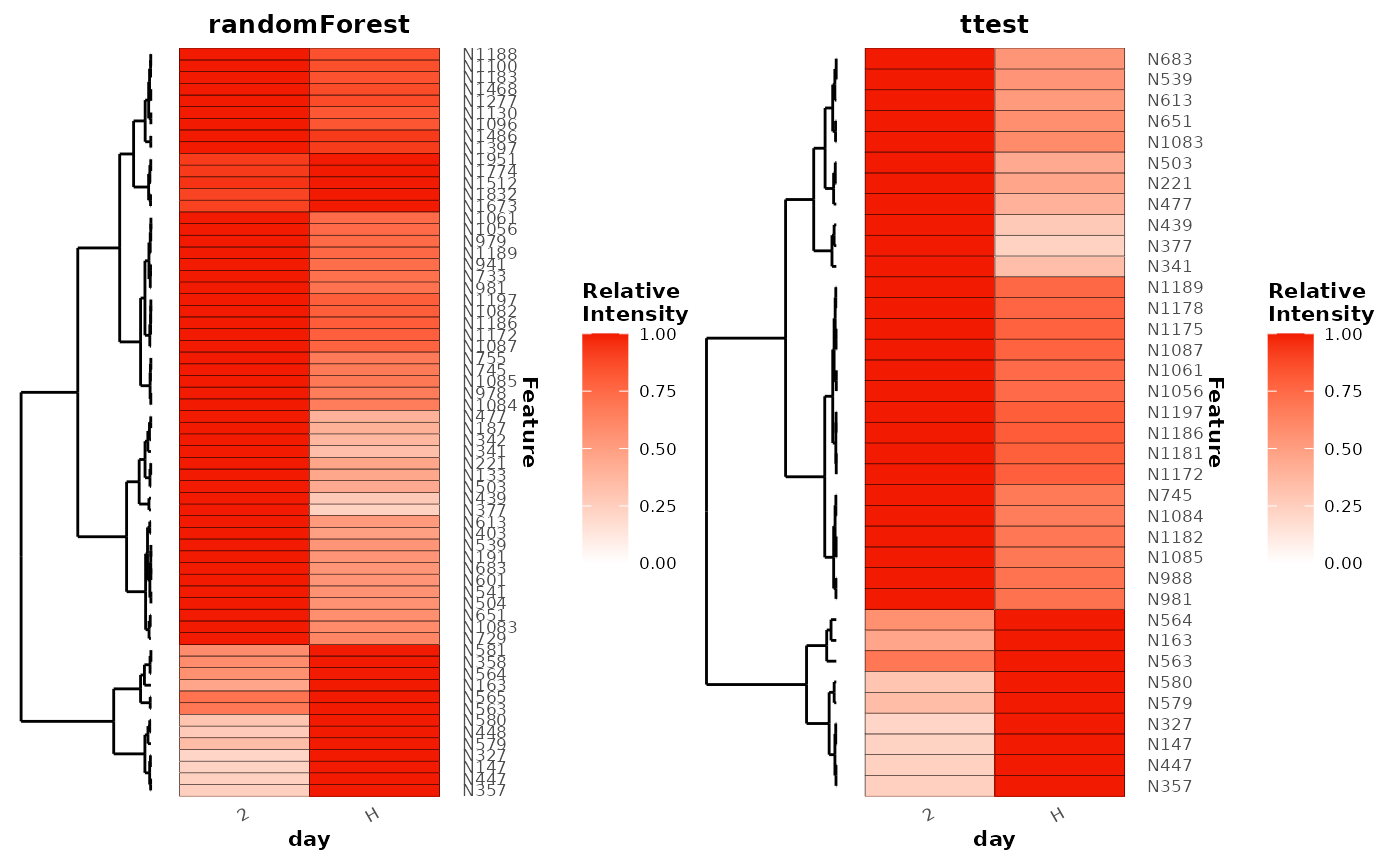 randomForest
N1188
N1100
N1183
N1468
N1277
N1130
N1096
N1486
N1397
N1951
N1774
N1512
N1832
N1673
N1061
N1056
N979
N1189
N941
N733
N981
N1197
N1082
N1186
N1172
N1087
N755
N745
N1085
N978
N1084
N477
N187
N342
N341
N221
N133
N503
N439
N377
N613
N403
N539
N191
N683
N601
N541
N504
N651
N1083
N729
N581
N358
N564
N163
N565
N563
N580
N448
N579
N327
N147
N447
N357
Feature
2
H
day
Relative
Intensity
1.00
0.75
0.50
0.25
0.00
ttest
N683
N539
N613
N651
N1083
N503
N221
N477
N439
N377
N341
N1189
N1178
N1175
N1087
N1061
N1056
N1197
N1186
N1181
N1172
N745
N1084
N1182
N1085
N988
N981
N564
N163
N563
N580
N579
N327
N147
N447
N357
Feature
2
H
day
Relative
Intensity
1.00
0.75
0.50
0.25
0.00